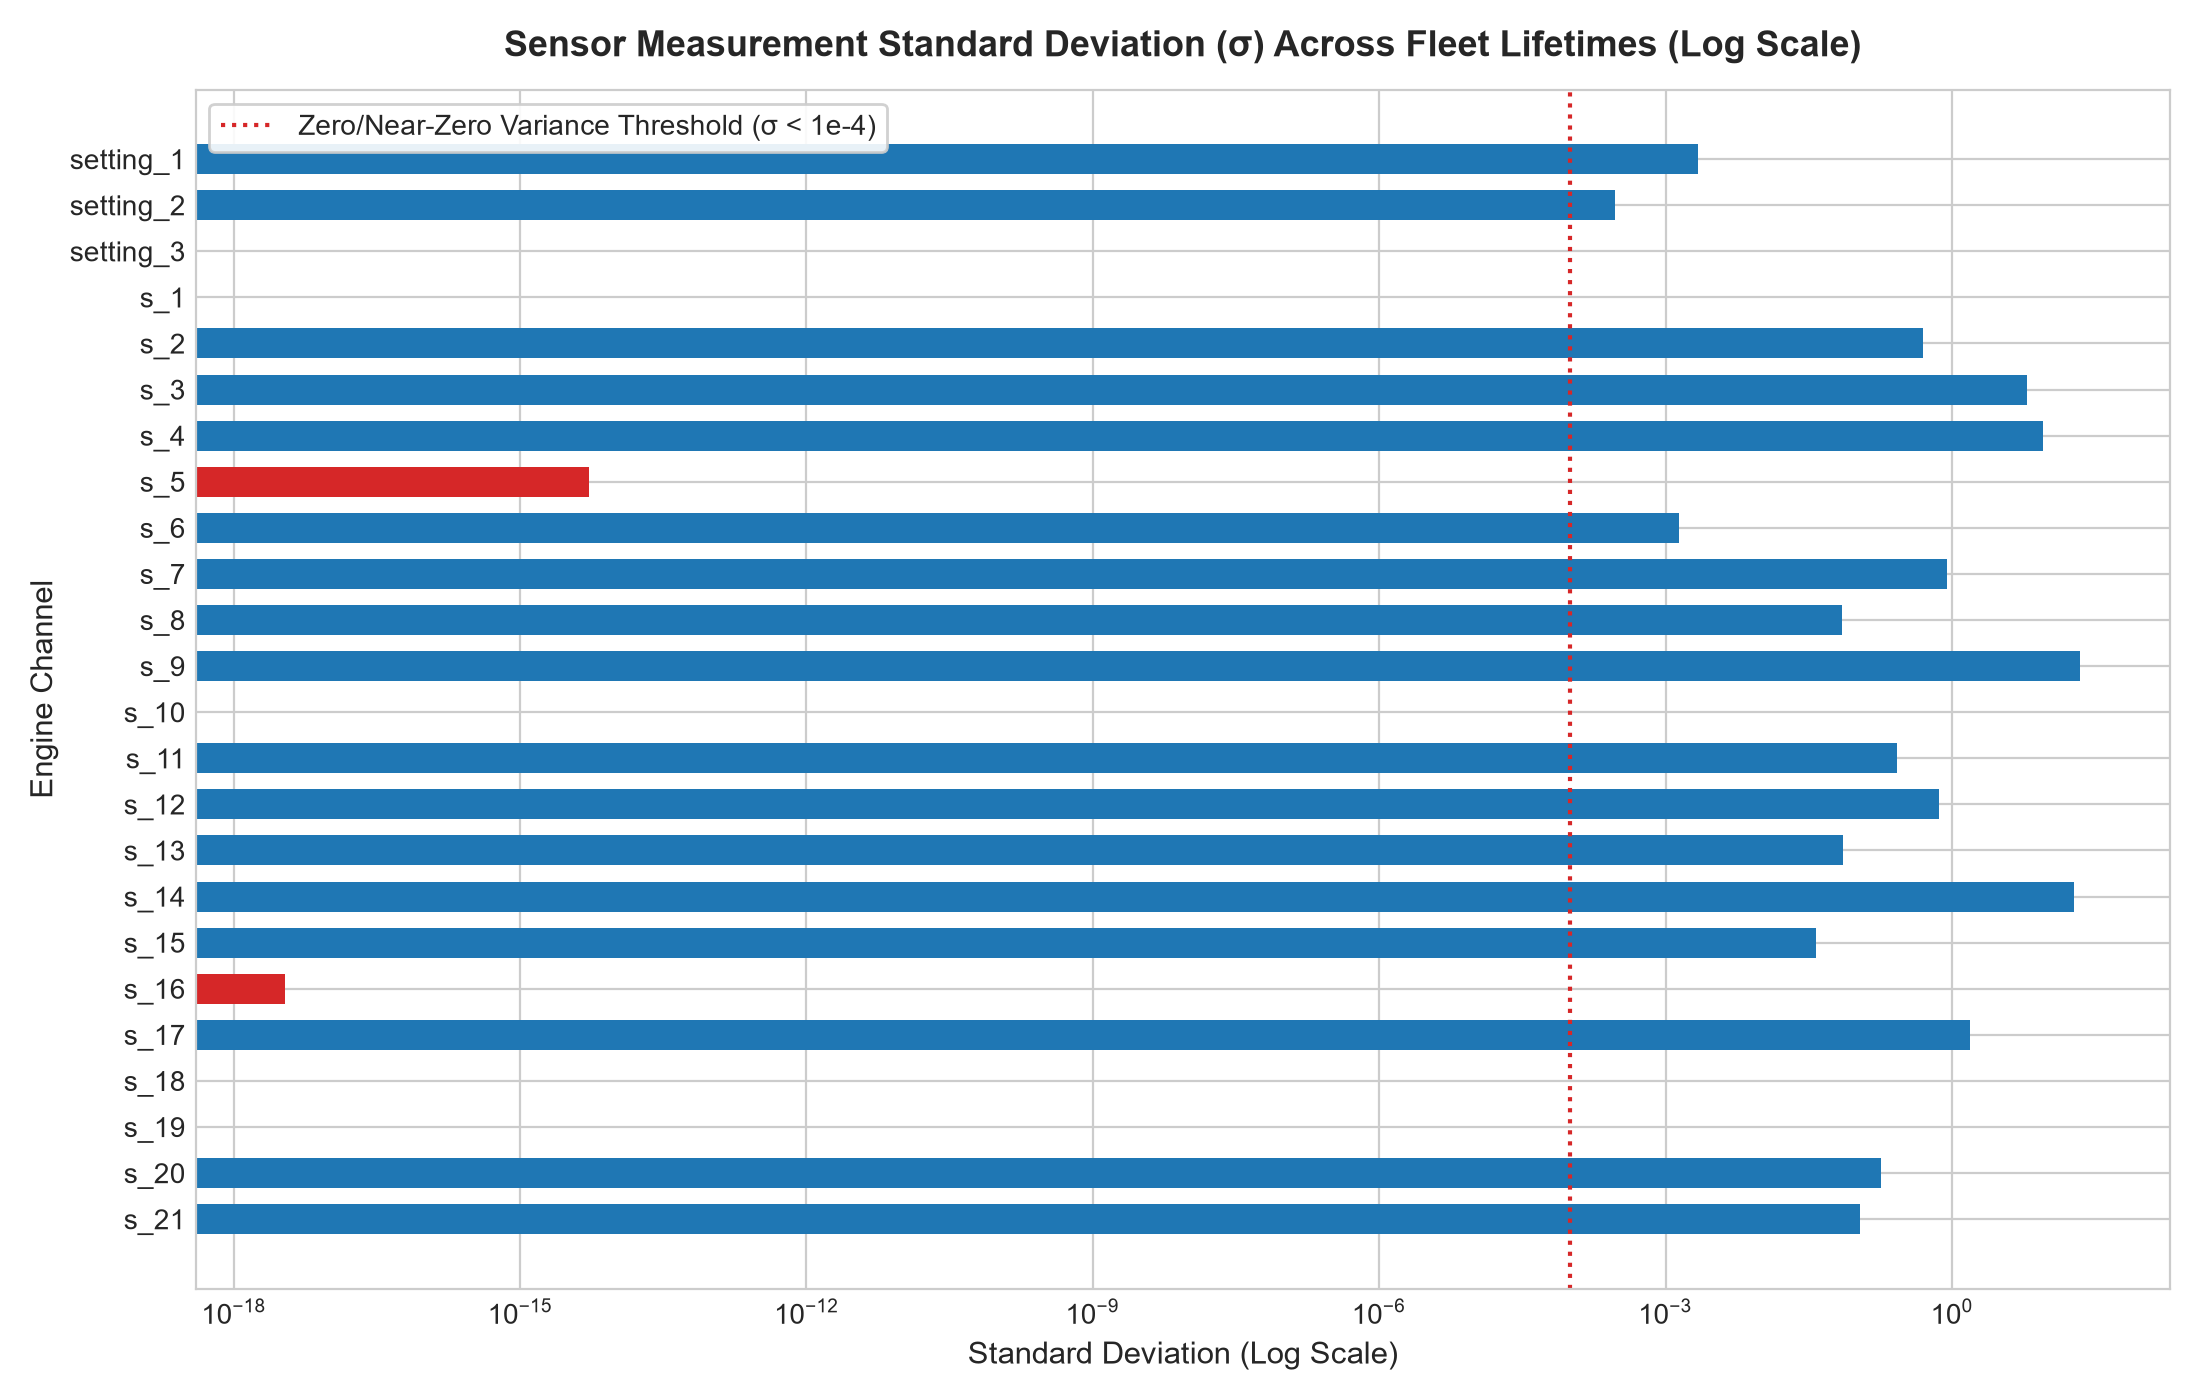 Sensor Measurement Standard Deviation (σ) Across Fleet Lifetimes (Log Scale)
Zero/Near-Zero Variance Threshold (σ < 1e-4)
Engine Channel
setting_1
setting_2
setting_3
s_1
s_2
s_3
s_4
s_5
s_6
s_7
s_8
s_9
s_10
s_11
s_12
s_13
s_14
s_15
s_16
s_17
s_18
s_19
s_20
s_21
10⁻¹⁸ 10⁻¹⁵ 10⁻¹² 10⁻⁹ 10⁻⁶ 10⁻³ 10⁰
Standard Deviation (Log Scale)